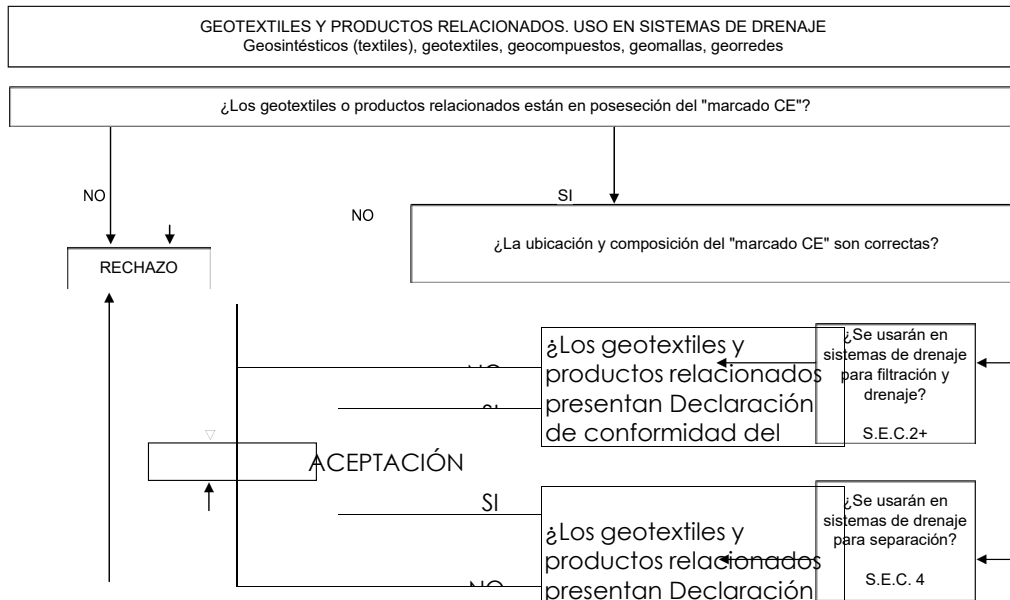 GEOTEXTILES Y PRODUCTOS RELACIONADOS. USO EN SISTEMAS DE DRENAJE
Geosintésticos (textiles), geotextiles, geocompuestos, geomallas, georredes
¿Los geotextiles o productos relacionados están en poseseción del "marcado CE"?
NO
SI
NO
¿La ubicación y composición del "marcado CE" son correctas?
RECHAZO
¿Los geotextiles y
productos relacionados
presentan Declaración
de conformidad del
¿Se usarán en
sistemas de drenaje
para filtración y
drenaje?
S.E.C.2+
NO
SI
ACEPTACIÓN
SI
NO
¿Los geotextiles y
productos relacionados
presentan Declaración
¿Se usarán en
sistemas de drenaje
para separación?
S.E.C. 4